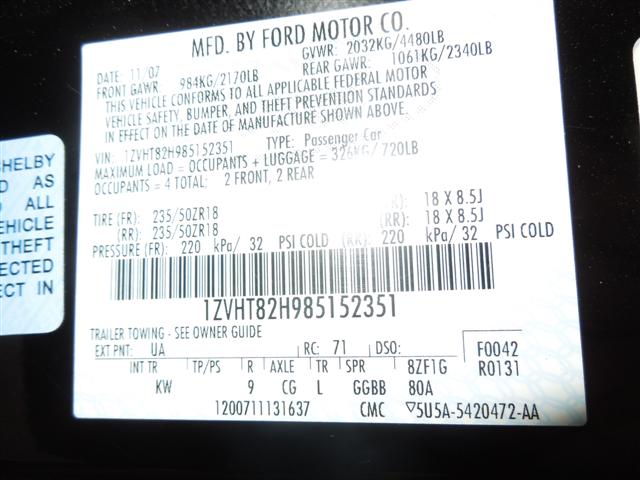 MFD. BY FORD MOTOR CO.
DATE: 11/07 GVWR: 2032KG/4480LB
FRONT GAWR: 984KG/2170LB REAR GAWR: 1061KG/2340LB
THIS VEHICLE CONFORMS TO ALL APPLICABLE FEDERAL MOTOR
VEHICLE SAFETY, BUMPER, AND THEFT PREVENTION STANDARDS
IN EFFECT ON THE DATE OF MANUFACTURE SHOWN ABOVE.
VIN: 1ZVHT82H985152351 TYPE: Passenger Car
MAXIMUM LOAD = OCCUPANTS + LUGGAGE = 326KG/720LB
OCCUPANTS = 4 TOTAL; 2 FRONT, 2 REAR
TIRE (FR): 235/50ZR18 (FR): 18 X 8.5J
(RR): 235/50ZR18 (RR): 18 X 8.5J
PRESSURE (FR): 220 kPa/ 32 PSI COLD (RR): 220 kPa/ 32 PSI COLD
1ZVHT82H985152351
TRAILER TOWING - SEE OWNER GUIDE
EXT PNT: UA RC: 71 DSO: F0042
INT TR TP/PS R AXLE TR SPR 8ZF1G R0131
KW 9 CG L GGBB 80A
1200711131637 CMC ▽5U5A-5420472-AA
SHELBY
AS
ALL
VEHICLE
THEFT
ECTED
ECT IN